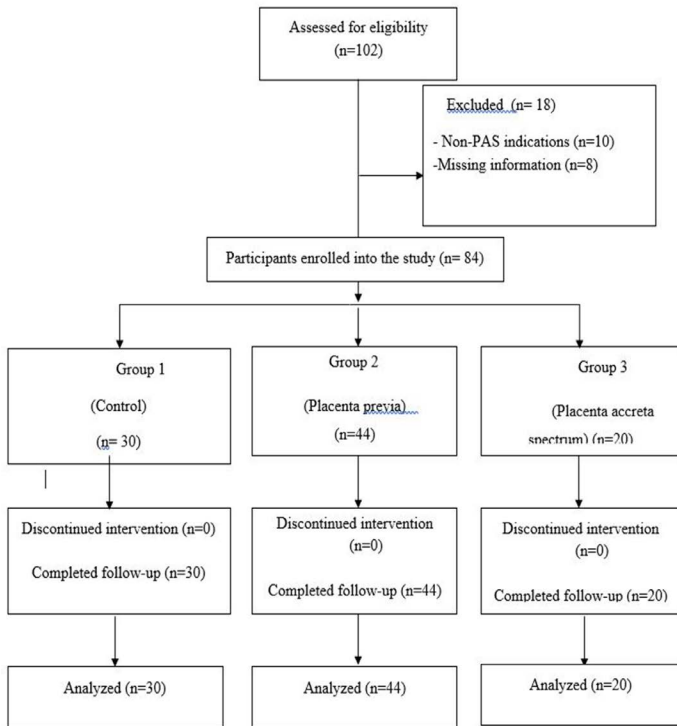 Assessed for eligibility
(n=102)
Excluded (n= 18)
- Non-PAS indications (n=10)
-Missing information (n=8)
Participants enrolled into the study (n= 84)
Group 1
(Control)
(n= 30)
Group 2
(Placenta previa)
(n=44)
Group 3
(Placenta accreta
spectrum) (n=20)
Discontinued intervention (n=0)
Completed follow-up (n=30)
Discontinued intervention
(n=0)
Completed follow-up (n=44)
Discontinued intervention
(n=0)
Completed follow-up (n=20)
Analyzed (n=30)
Analyzed (n=44)
Analyzed (n=20)